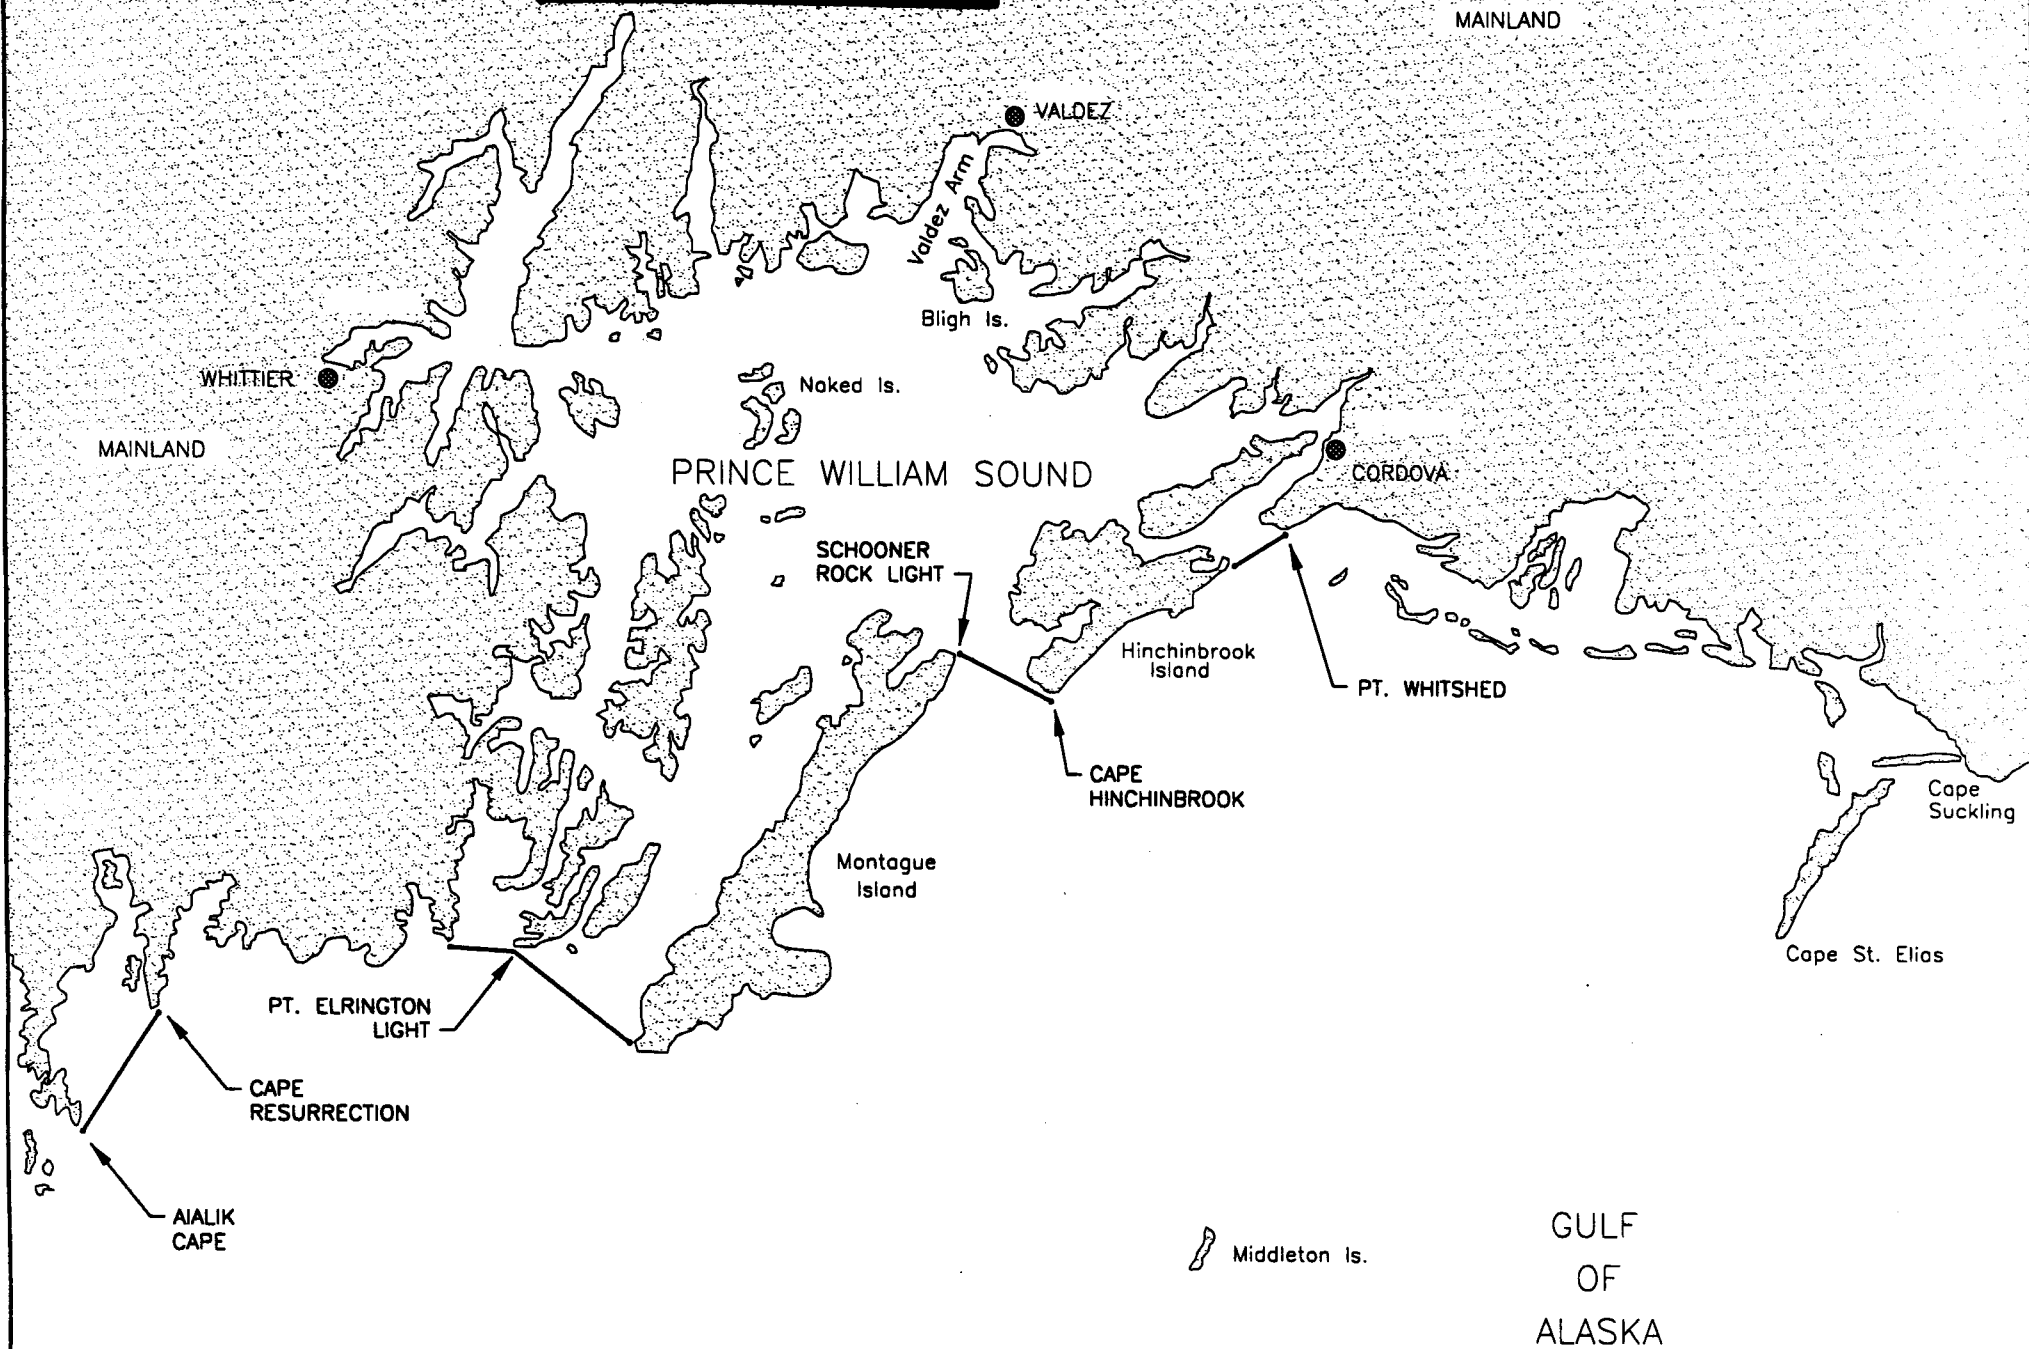 MAINLAND
VALDEZ
Valdez Arm
Bligh Is.
WHITTIER
Naked Is.
MAINLAND
PRINCE WILLIAM SOUND
CORDOVA
SCHOONER
ROCK LIGHT
Hinchinbrook
Island
PT. WHITSHED
CAPE
HINCHINBROOK
Cape
Suckling
Montague
Island
Cape St. Elias
PT. ELRINGTON
LIGHT
CAPE
RESURRECTION
AIALIK
CAPE
Middleton Is.
GULF
OF
ALASKA